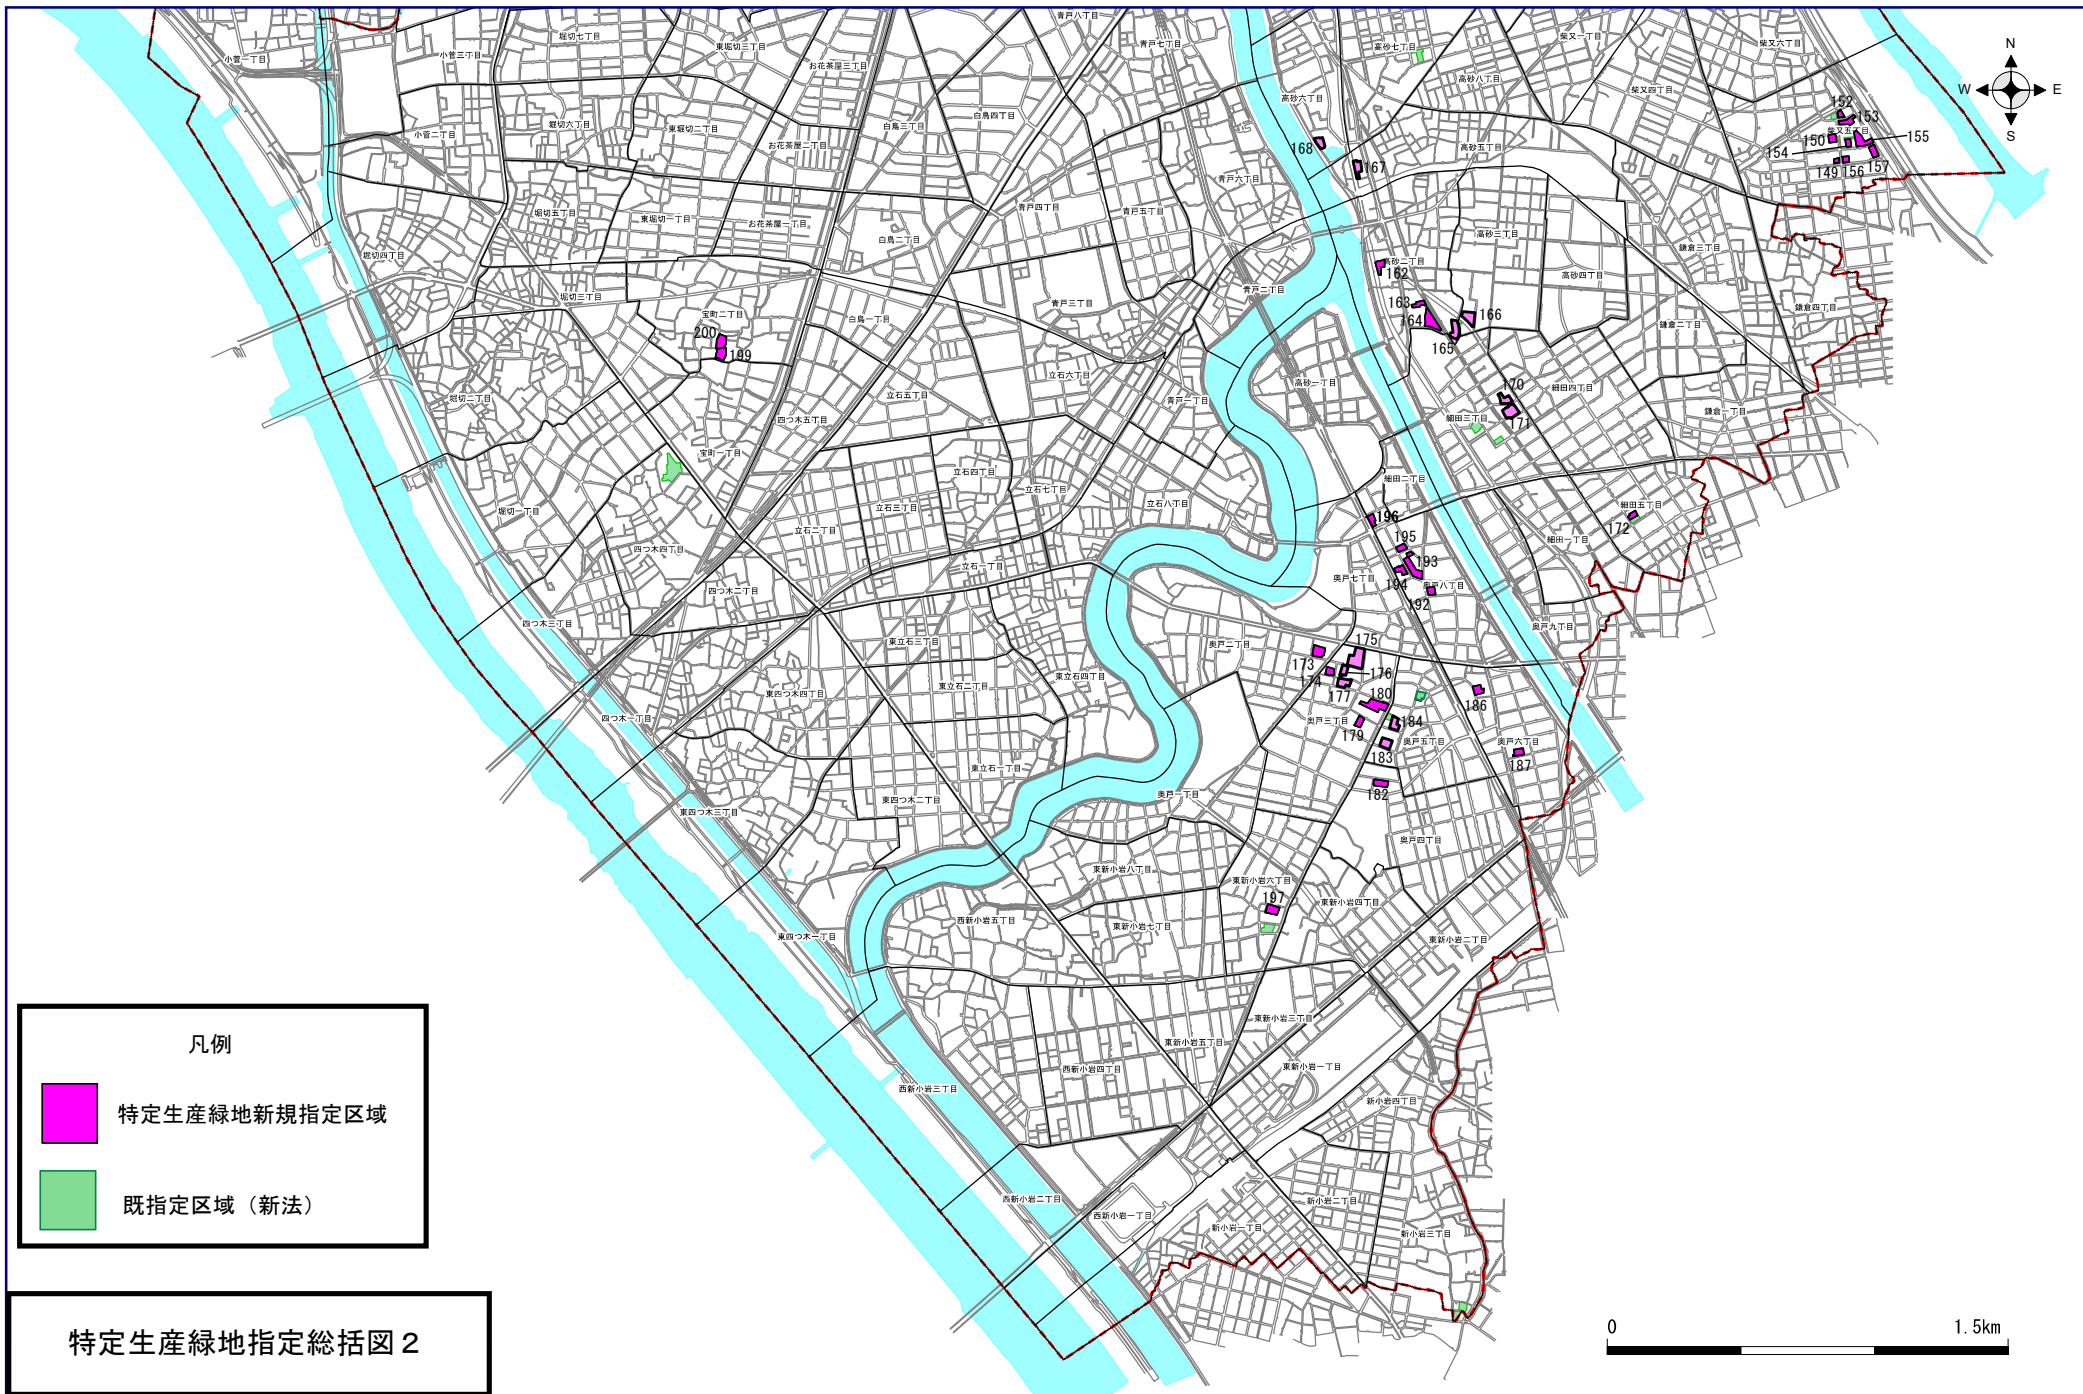 青戸八丁目
堀切七丁目
東堀切三丁目
青戸七丁目
高砂七丁目
柴又一丁目
柴又六丁目
N
小菅一丁目
小菅三丁目
お花茶屋三丁目
高砂八丁目
柴又四丁目
W
E
高砂六丁目
S
小菅二丁目
堀切六丁目
東堀切二丁目
白鳥三丁目
白鳥四丁目
152
153
柴又五丁目
150
155
154
お花茶屋二丁目
168
高砂五丁目
167
149
156
157
青戸六丁目
堀切五丁目
東堀切一丁目
お花茶屋一丁目
青戸四丁目
青戸五丁目
白鳥二丁目
高砂三丁目
鎌倉三丁目
堀切四丁目
高砂二丁目
162
高砂四丁目
堀切三丁目
青戸三丁目
青戸二丁目
163
鎌倉四丁目
宝町二丁目
白鳥一丁目
164
166
鎌倉二丁目
200
199
165
立石六丁目
高砂一丁目
170
細田四丁目
堀切二丁目
立石五丁目
青戸一丁目
鎌倉一丁目
四つ木五丁目
細田三丁目
171
宝町一丁目
立石四丁目
細田二丁目
立石七丁目
堀切一丁目
立石三丁目
立石八丁目
細田五丁目
立石二丁目
196
172
195
細田一丁目
四つ木四丁目
193
立石一丁目
奥戸七丁目
194
奥戸八丁目
四つ木二丁目
192
四つ木三丁目
奥戸九丁目
東立石三丁目
奥戸二丁目
175
173
174
176
東立石四丁目
177
東立石二丁目
東四つ木四丁目
180
186
四つ木一丁目
奥戸三丁目
179
184
奥戸五丁目
奥戸六丁目
183
187
東立石一丁目
182
奥戸一丁目
東四つ木二丁目
東四つ木三丁目
奥戸四丁目
東新小岩八丁目
東新小岩六丁目
197
東新小岩四丁目
西新小岩五丁目
東新小岩七丁目
東四つ木一丁目
東新小岩二丁目
東新小岩三丁目
東新小岩五丁目
西新小岩四丁目
東新小岩一丁目
西新小岩三丁目
新小岩四丁目
西新小岩二丁目
新小岩二丁目
西新小岩一丁目
新小岩一丁目
新小岩三丁目
凡例
特定生産緑地新規指定区域
既指定区域（新法）
特定生産緑地指定総括図２
0
1.5km